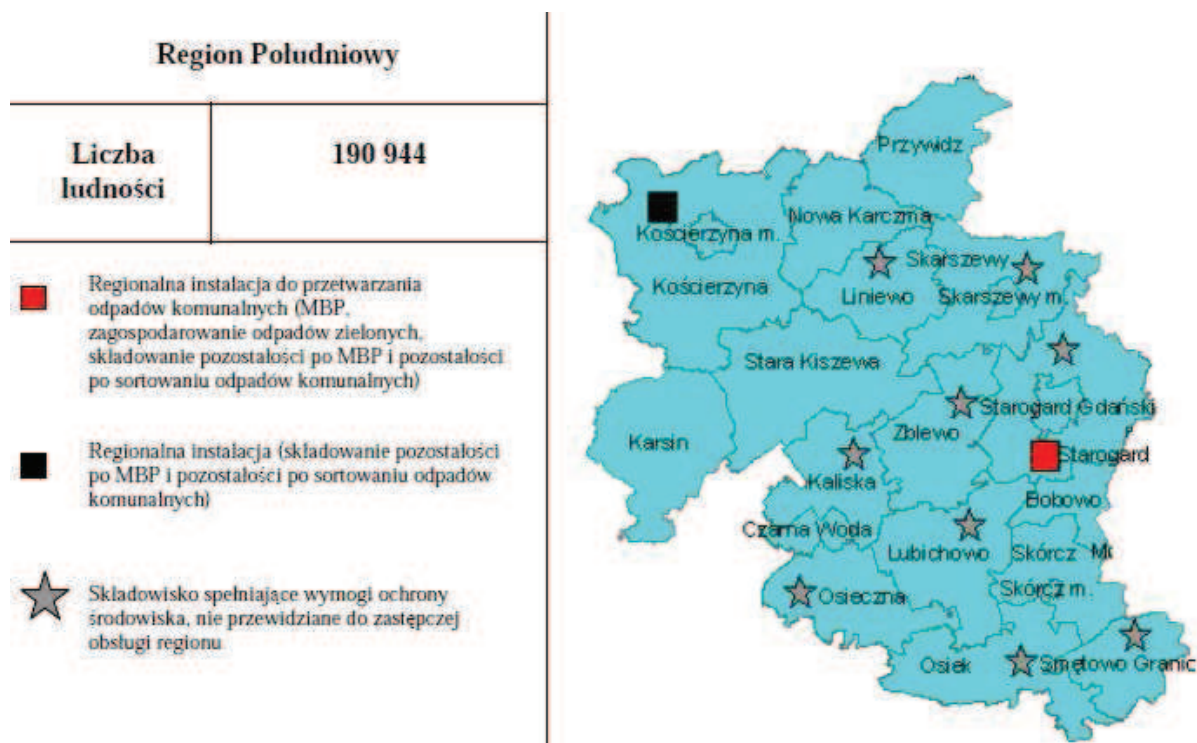 Region Południowy
Liczba
ludności
190 944
Regionalna instalacja do przetwarzania
odpadów komunalnych (MBP,
zagospodarowanie odpadów zielonych,
składowanie pozostałości po MBP i pozostałości
po sortowaniu odpadów komunalnych)
Regionalna instalacja (składowanie pozostałości
po MBP i pozostałości po sortowaniu odpadów
komunalnych)
Składowisko spełniające wymogi ochrony
środowiska, nie przewidziane do zastępczej
obsługi regionu
Przywidz
Nowa Karczma
Kościerzyna m.
Skarszewy
Kościerzyna
Liniewo
Skarszewy m.
Stara Kiszewa
Starogard Gdański
Zblewo
Karsin
Starogard
Kaliska
Bobowo
Czarna Woda
Lubichowo
Skórcz
Skórcz m.
Osieczna
Osiek
Smętowo Granic